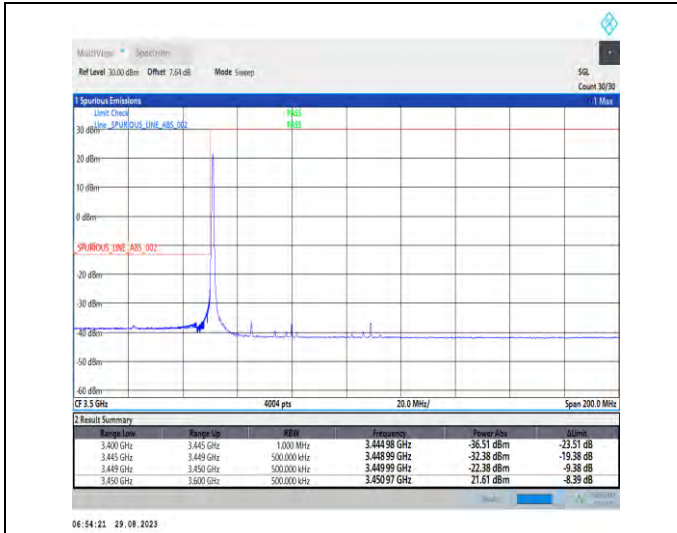 MultiView Spectrum
Ref Level 30.00 dBm Offset 7.64 dB Mode Sweep SGL
Count 30/30
1 Spurious Emissions 1 Max
Limit Check PASS
Line _SPURIOUS_LINE_ABS_002 PASS
30 dBm
20 dBm
10 dBm
0 dBm
_SPURIOUS_LINE_ABS_002
-20 dBm
-30 dBm
-40 dBm
-50 dBm
-60 dBm
CF 3.5 GHz 4004 pts 20.0 MHz/ Span 200.0 MHz
2 Result Summary
Range Low Range Up RBW Frequency Power Abs ΔLimit
3.400 GHz 3.445 GHz 1.000 MHz 3.444 98 GHz -36.51 dBm -23.51 dB
3.445 GHz 3.449 GHz 500.000 kHz 3.448 99 GHz -32.38 dBm -19.38 dB
3.449 GHz 3.450 GHz 500.000 kHz 3.449 99 GHz -22.38 dBm -9.38 dB
3.450 GHz 3.600 GHz 500.000 kHz 3.450 97 GHz 21.61 dBm -8.39 dB
06:54:21 29.08.2023